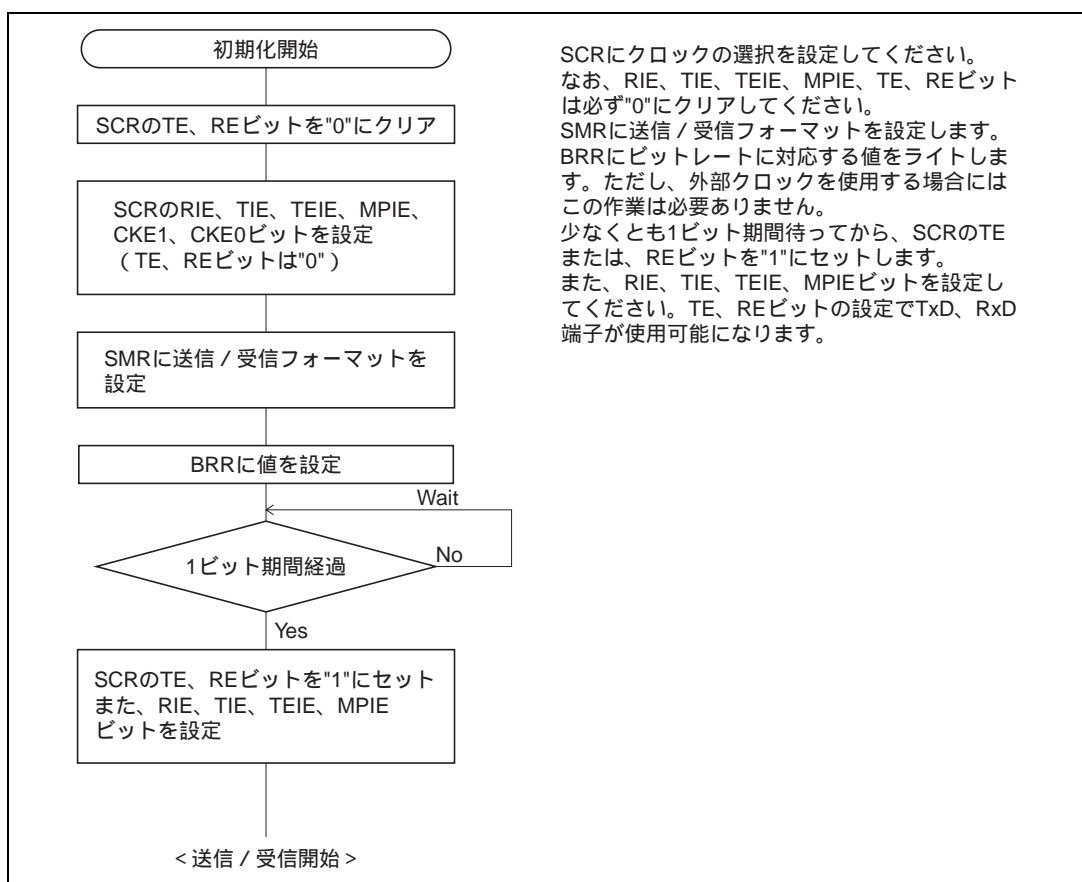 初期化開始
SCRのTE、REビットを"0"にクリア
SCRのRIE、TIE、TEIE、MPIE、
CKE1、CKE0ビットを設定
（TE、REビットは"0"）
SMRに送信／受信フォーマットを
設定
BRRに値を設定
Wait
1ビット期間経過
No
Yes
SCRのTE、REビットを"1"にセット
また、RIE、TIE、TEIE、MPIE
ビットを設定
＜送信／受信開始＞
SCRにクロックの選択を設定してください。
なお、RIE、TIE、TEIE、MPIE、TE、REビット
は必ず"0"にクリアしてください。
SMRに送信／受信フォーマットを設定します。
BRRにビットレートに対応する値をライトしま
す。ただし、外部クロックを使用する場合には
この作業は必要ありません。
少なくとも1ビット期間待ってから、SCRのTE
または、REビットを"1"にセットします。
また、RIE、TIE、TEIE、MPIEビットを設定し
てください。TE、REビットの設定でTxD、RxD
端子が使用可能になります。